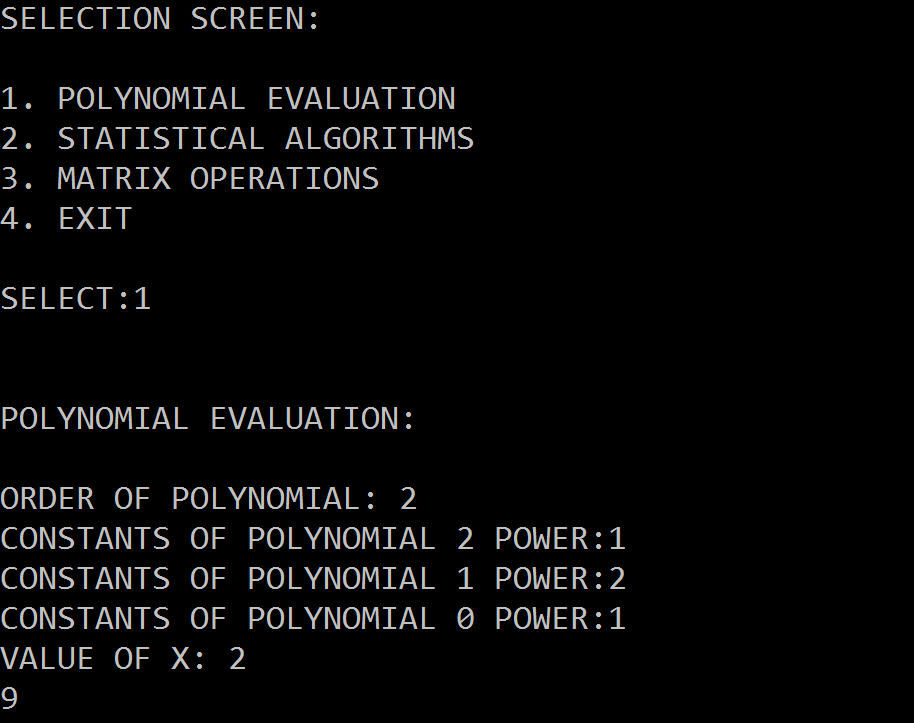 SELECTION SCREEN:
1. POLYNOMIAL EVALUATION
2. STATISTICAL ALGORITHMS
3. MATRIX OPERATIONS
4. EXIT
SELECT:1
POLYNOMIAL EVALUATION:
ORDER OF POLYNOMIAL: 2
CONSTANTS OF POLYNOMIAL 2 POWER:1
CONSTANTS OF POLYNOMIAL 1 POWER:2
CONSTANTS OF POLYNOMIAL 0 POWER:1
VALUE OF X: 2
9